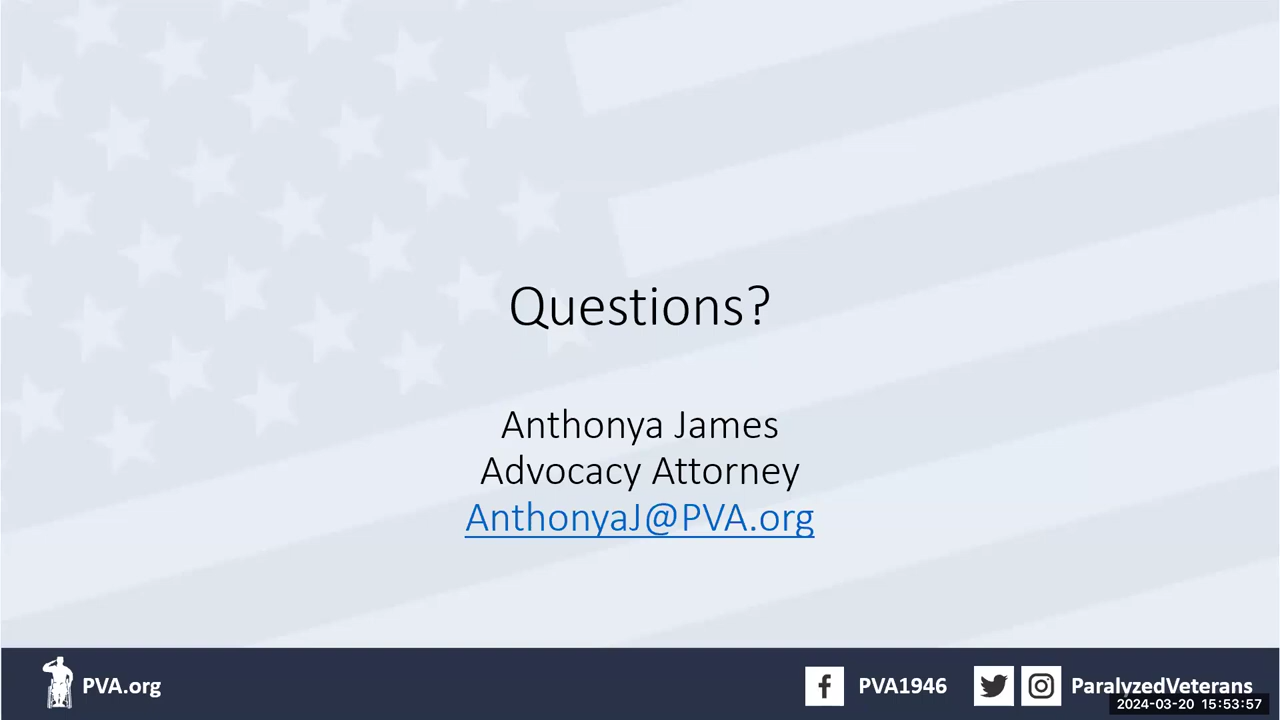 Questions?
Anthonya James
Advocacy Attorney
AnthonyaJ@PVA.org
PVA.org
PVA1946
ParalyzedVeterans
2024-03-20 15:53:57